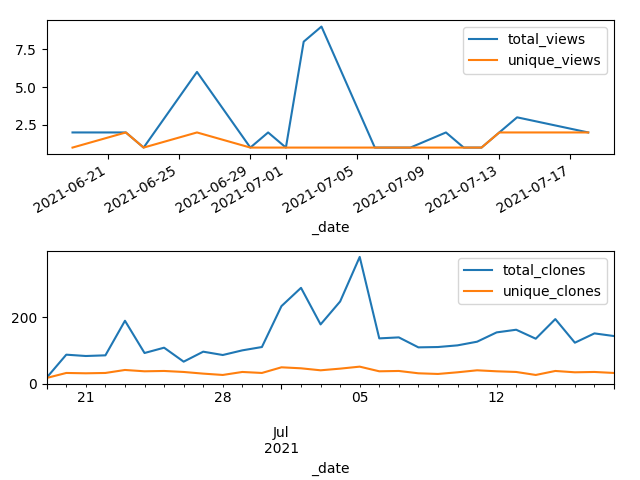 total_views
unique_views
7.5
5.0
2.5
2021-06-21
2021-06-25
2021-06-29
2021-07-01
2021-07-05
2021-07-09
2021-07-13
2021-07-17
_date
total_clones
unique_clones
200
0
21
28
05
12
Jul
2021
_date